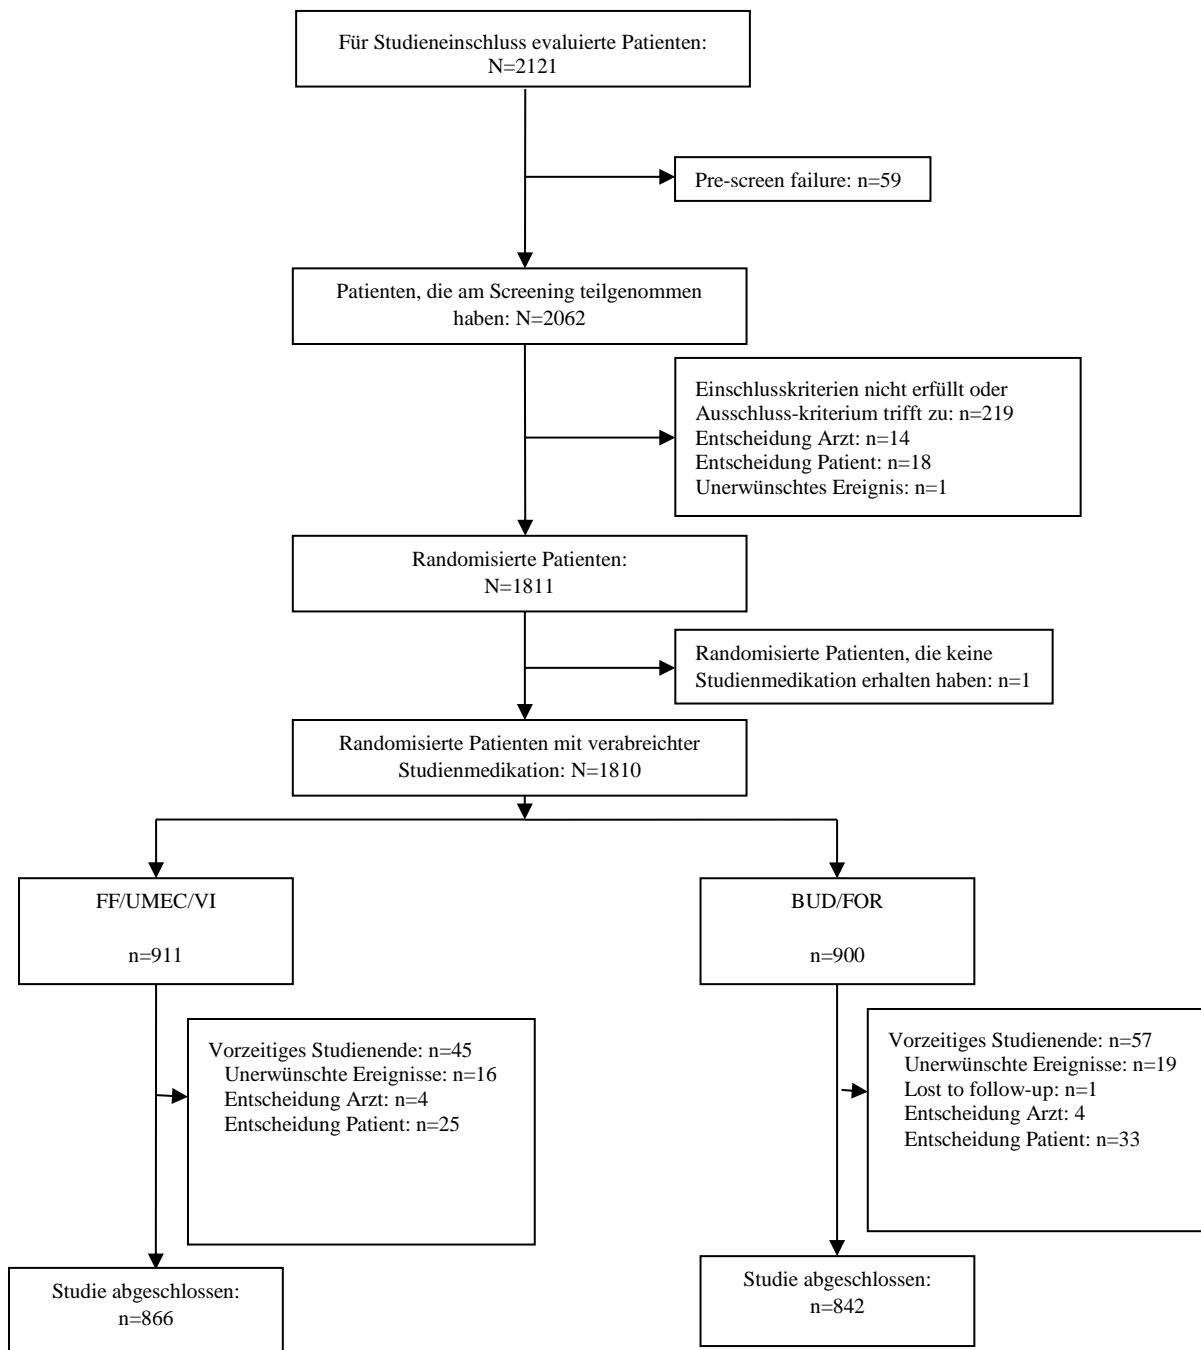 Für Studieneinschluss evaluierte Patienten:
N=2121
Pre-screen failure: n=59
Patienten, die am Screening teilgenommen
haben: N=2062
Einschlusskriterien nicht erfüllt oder
Ausschluss-kriterium trifft zu: n=219
Entscheidung Arzt: n=14
Entscheidung Patient: n=18
Unerwünschtes Ereignis: n=1
Randomisierte Patienten:
N=1811
Randomisierte Patienten, die keine
Studienmedikation erhalten haben: n=1
Randomisierte Patienten mit verabreichter
Studienmedikation: N=1810
FF/UMEC/VI
n=911
BUD/FOR
n=900
Vorzeitiges Studienende: n=45
Unerwünschte Ereignisse: n=16
Entscheidung Arzt: n=4
Entscheidung Patient: n=25
Vorzeitiges Studienende: n=57
Unerwünschte Ereignisse: n=19
Lost to follow-up: n=1
Entscheidung Arzt: 4
Entscheidung Patient: n=33
Studie abgeschlossen:
n=866
Studie abgeschlossen:
n=842